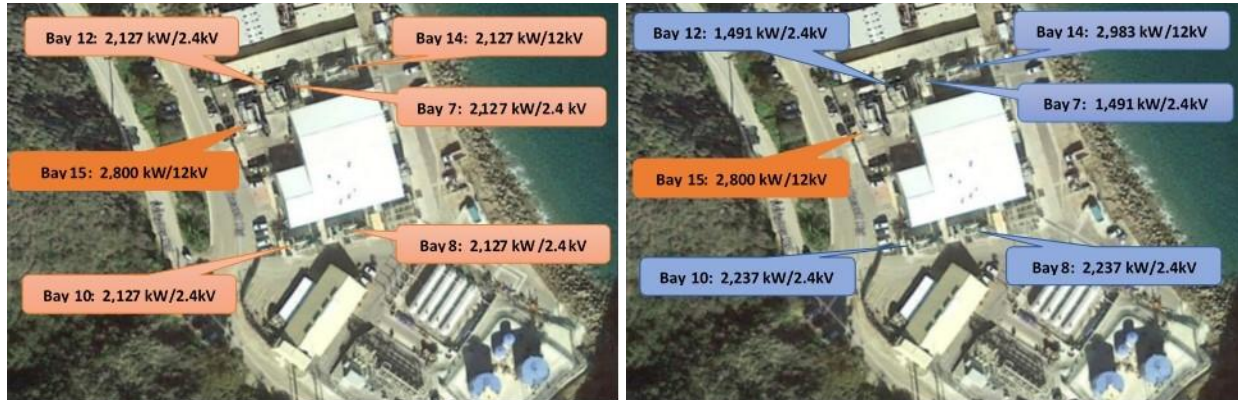 Bay 12: 2,127 kW/2.4kV
Bay 14: 2,127 kW/12kV
Bay 7: 2,127 kW/2.4 kV
Bay 15: 2,800 kW/12kV
Bay 8: 2,127 kW/2.4 kV
Bay 10: 2,127 kW/2.4kV
Bay 12: 1,491 kW/2.4kV
Bay 14: 2,983 kW/12kV
Bay 7: 1,491 kW/2.4kV
Bay 15: 2,800 kW/12kV
Bay 8: 2,237 kW/2.4kV
Bay 10: 2,237 kW/2.4kV